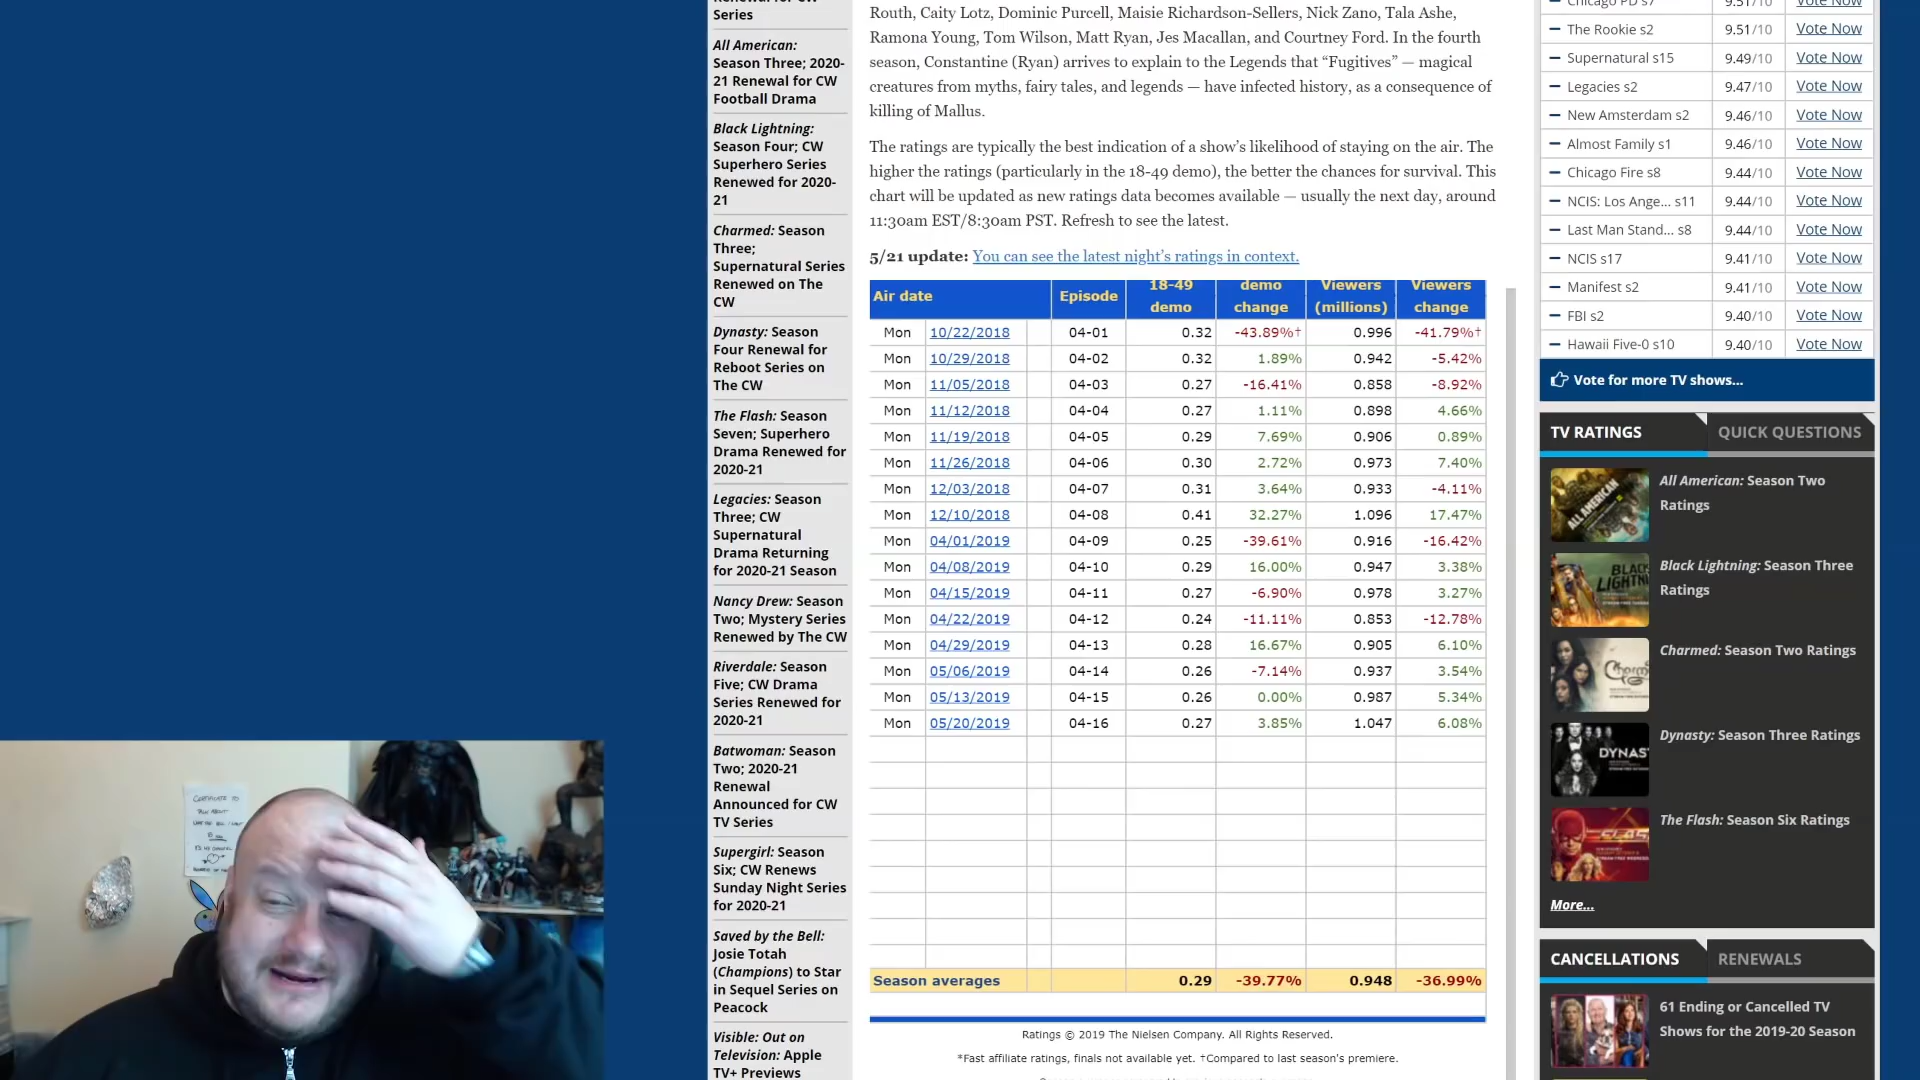 Renewal for CW
Series
All American:
Season Three; 2020-
21 Renewal for CW
Football Drama
Black Lightning:
Season Four; CW
Superhero Series
Renewed for 2020-
21
Charmed: Season
Three;
Supernatural Series
Renewed on The
CW
Dynasty: Season
Four Renewal for
Reboot Series on
The CW
The Flash: Season
Seven; Superhero
Drama Renewed for
2020-21
Legacies: Season
Three; CW
Supernatural
Drama Returning
for 2020-21 Season
Nancy Drew: Season
Two; Mystery Series
Renewed by The CW
Riverdale: Season
Five; CW Drama
Series Renewed for
2020-21
Batwoman: Season
Two; 2020-21
Renewal
Announced for CW
TV Series
Supergirl: Season
Six; CW Renews
Sunday Night Series
for 2020-21
Saved by the Bell:
Josie Totah
(Champions) to Star
in Sequel Series on
Peacock
Visible: Out on
Television: Apple
TV+ Previews
Routh, Caity Lotz, Dominic Purcell, Maisie Richardson-Sellers, Nick Zano, Tala Ashe,
Ramona Young, Tom Wilson, Matt Ryan, Jes Macallan, and Courtney Ford. In the fourth
season, Constantine (Ryan) arrives to explain to the Legends that “Fugitives” — magical
creatures from myths, fairy tales, and legends — have infected history, as a consequence of
killing of Mallus.
The ratings are typically the best indication of a show’s likelihood of staying on the air. The
higher the ratings (particularly in the 18-49 demo), the better the chances for survival. This
chart will be updated as new ratings data becomes available — usually the next day, around
11:30am EST/8:30am PST. Refresh to see the latest.
5/21 update: You can see the latest night’s ratings in context.
Air date Episode 18-49 demo demo change Viewers (millions) Viewers change
Mon 10/22/2018 04-01 0.32 -43.89%† 0.996 -41.79%†
Mon 10/29/2018 04-02 0.32 1.89% 0.942 -5.42%
Mon 11/05/2018 04-03 0.27 -16.41% 0.858 -8.92%
Mon 11/12/2018 04-04 0.27 1.11% 0.898 4.66%
Mon 11/19/2018 04-05 0.29 7.69% 0.906 0.89%
Mon 11/26/2018 04-06 0.30 2.72% 0.973 7.40%
Mon 12/03/2018 04-07 0.31 3.64% 0.933 -4.11%
Mon 12/10/2018 04-08 0.41 32.27% 1.096 17.47%
Mon 04/01/2019 04-09 0.25 -39.61% 0.916 -16.42%
Mon 04/08/2019 04-10 0.29 16.00% 0.947 3.38%
Mon 04/15/2019 04-11 0.27 -6.90% 0.978 3.27%
Mon 04/22/2019 04-12 0.24 -11.11% 0.853 -12.78%
Mon 04/29/2019 04-13 0.28 16.67% 0.905 6.10%
Mon 05/06/2019 04-14 0.26 -7.14% 0.937 3.54%
Mon 05/13/2019 04-15 0.26 0.00% 0.987 5.34%
Mon 05/20/2019 04-16 0.27 3.85% 1.047 6.08%
Season averages 0.29 -39.77% 0.948 -36.99%
Ratings © 2019 The Nielsen Company. All Rights Reserved.
*Fast affiliate ratings, finals not available yet. †Compared to last season's premiere.
Chicago PD s7 9.51/10 Vote Now
The Rookie s2 9.51/10 Vote Now
Supernatural s15 9.49/10 Vote Now
Legacies s2 9.47/10 Vote Now
New Amsterdam s2 9.46/10 Vote Now
Almost Family s1 9.46/10 Vote Now
Chicago Fire s8 9.44/10 Vote Now
NCIS: Los Ange... s11 9.44/10 Vote Now
Last Man Stand... s8 9.44/10 Vote Now
NCIS s17 9.41/10 Vote Now
Manifest s2 9.41/10 Vote Now
FBI s2 9.40/10 Vote Now
Hawaii Five-0 s10 9.40/10 Vote Now
Vote for more TV shows...
TV RATINGS QUICK QUESTIONS
ALL AMERICAN
All American: Season Two
Ratings
Black Lightning: Season Three
Ratings
Charmed: Season Two Ratings
DYNAS
Dynasty: Season Three Ratings
The Flash: Season Six Ratings
More...
CANCELLATIONS RENEWALS
61 Ending or Cancelled TV
Shows for the 2019-20 Season
CERTIFICATE TO